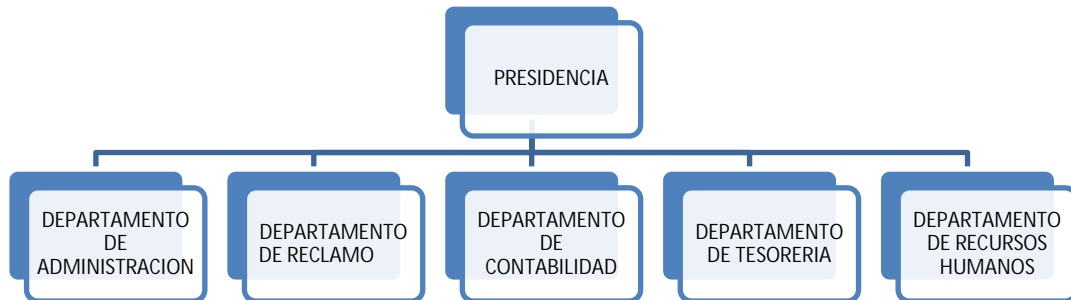 PRESIDENCIA
DEPARTAMENTO
DE
ADMINISTRACION
DEPARTAMENTO
DE RECLAMO
DEPARTAMENTO
DE
CONTABILIDAD
DEPARTAMENTO
DE TESORERIA
DEPARTAMENTO
DE RECURSOS
HUMANOS